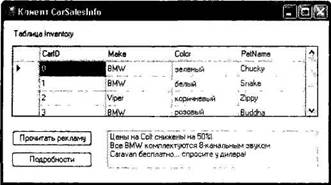 Клиент CarSalesInfo
Таблица Inventory
CarID Make Color PetName
0 BMW зеленый Chucky
1 BMW белый Snake
2 Viper коричневый Zippy
3 BMW розовый Buddha
Прочитать рекламу
Подробности
Цены на Colt снижены на 50%
Все BMW комплектуются 8-канальным звуком
Caravan бесплатно... спросите у дилера!